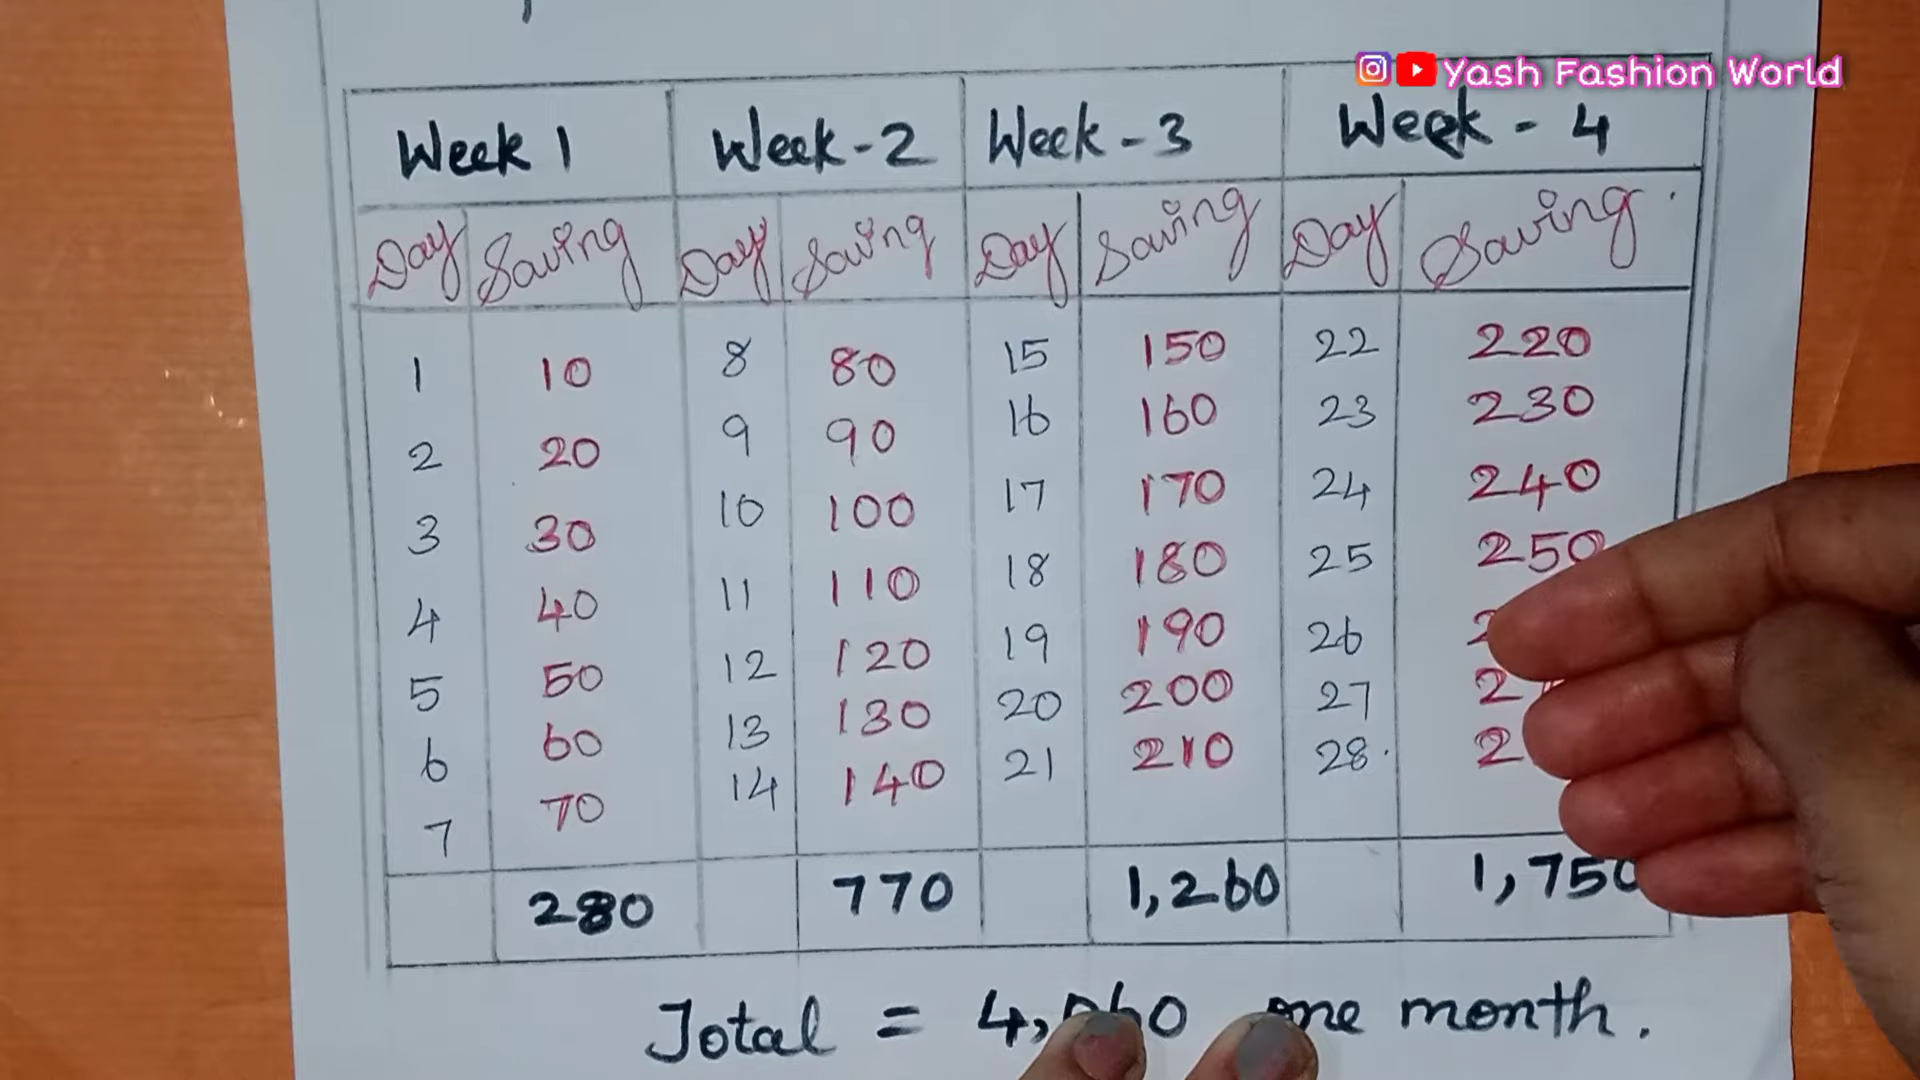 Yash Fashion World
Week 1 Week-2 Week-3 Week-4
Day Saving Day Saving Day Saving Day Saving
1 10 8 80 15 150 22 220
2 20 9 90 16 160 23 230
3 30 10 100 17 170 24 240
4 40 11 110 18 180 25 250
5 50 12 120 19 190 26
6 60 13 130 20 200 27
7 70 14 140 21 210 28
280 770 1,260 1,750
Total = 4,060 one month.